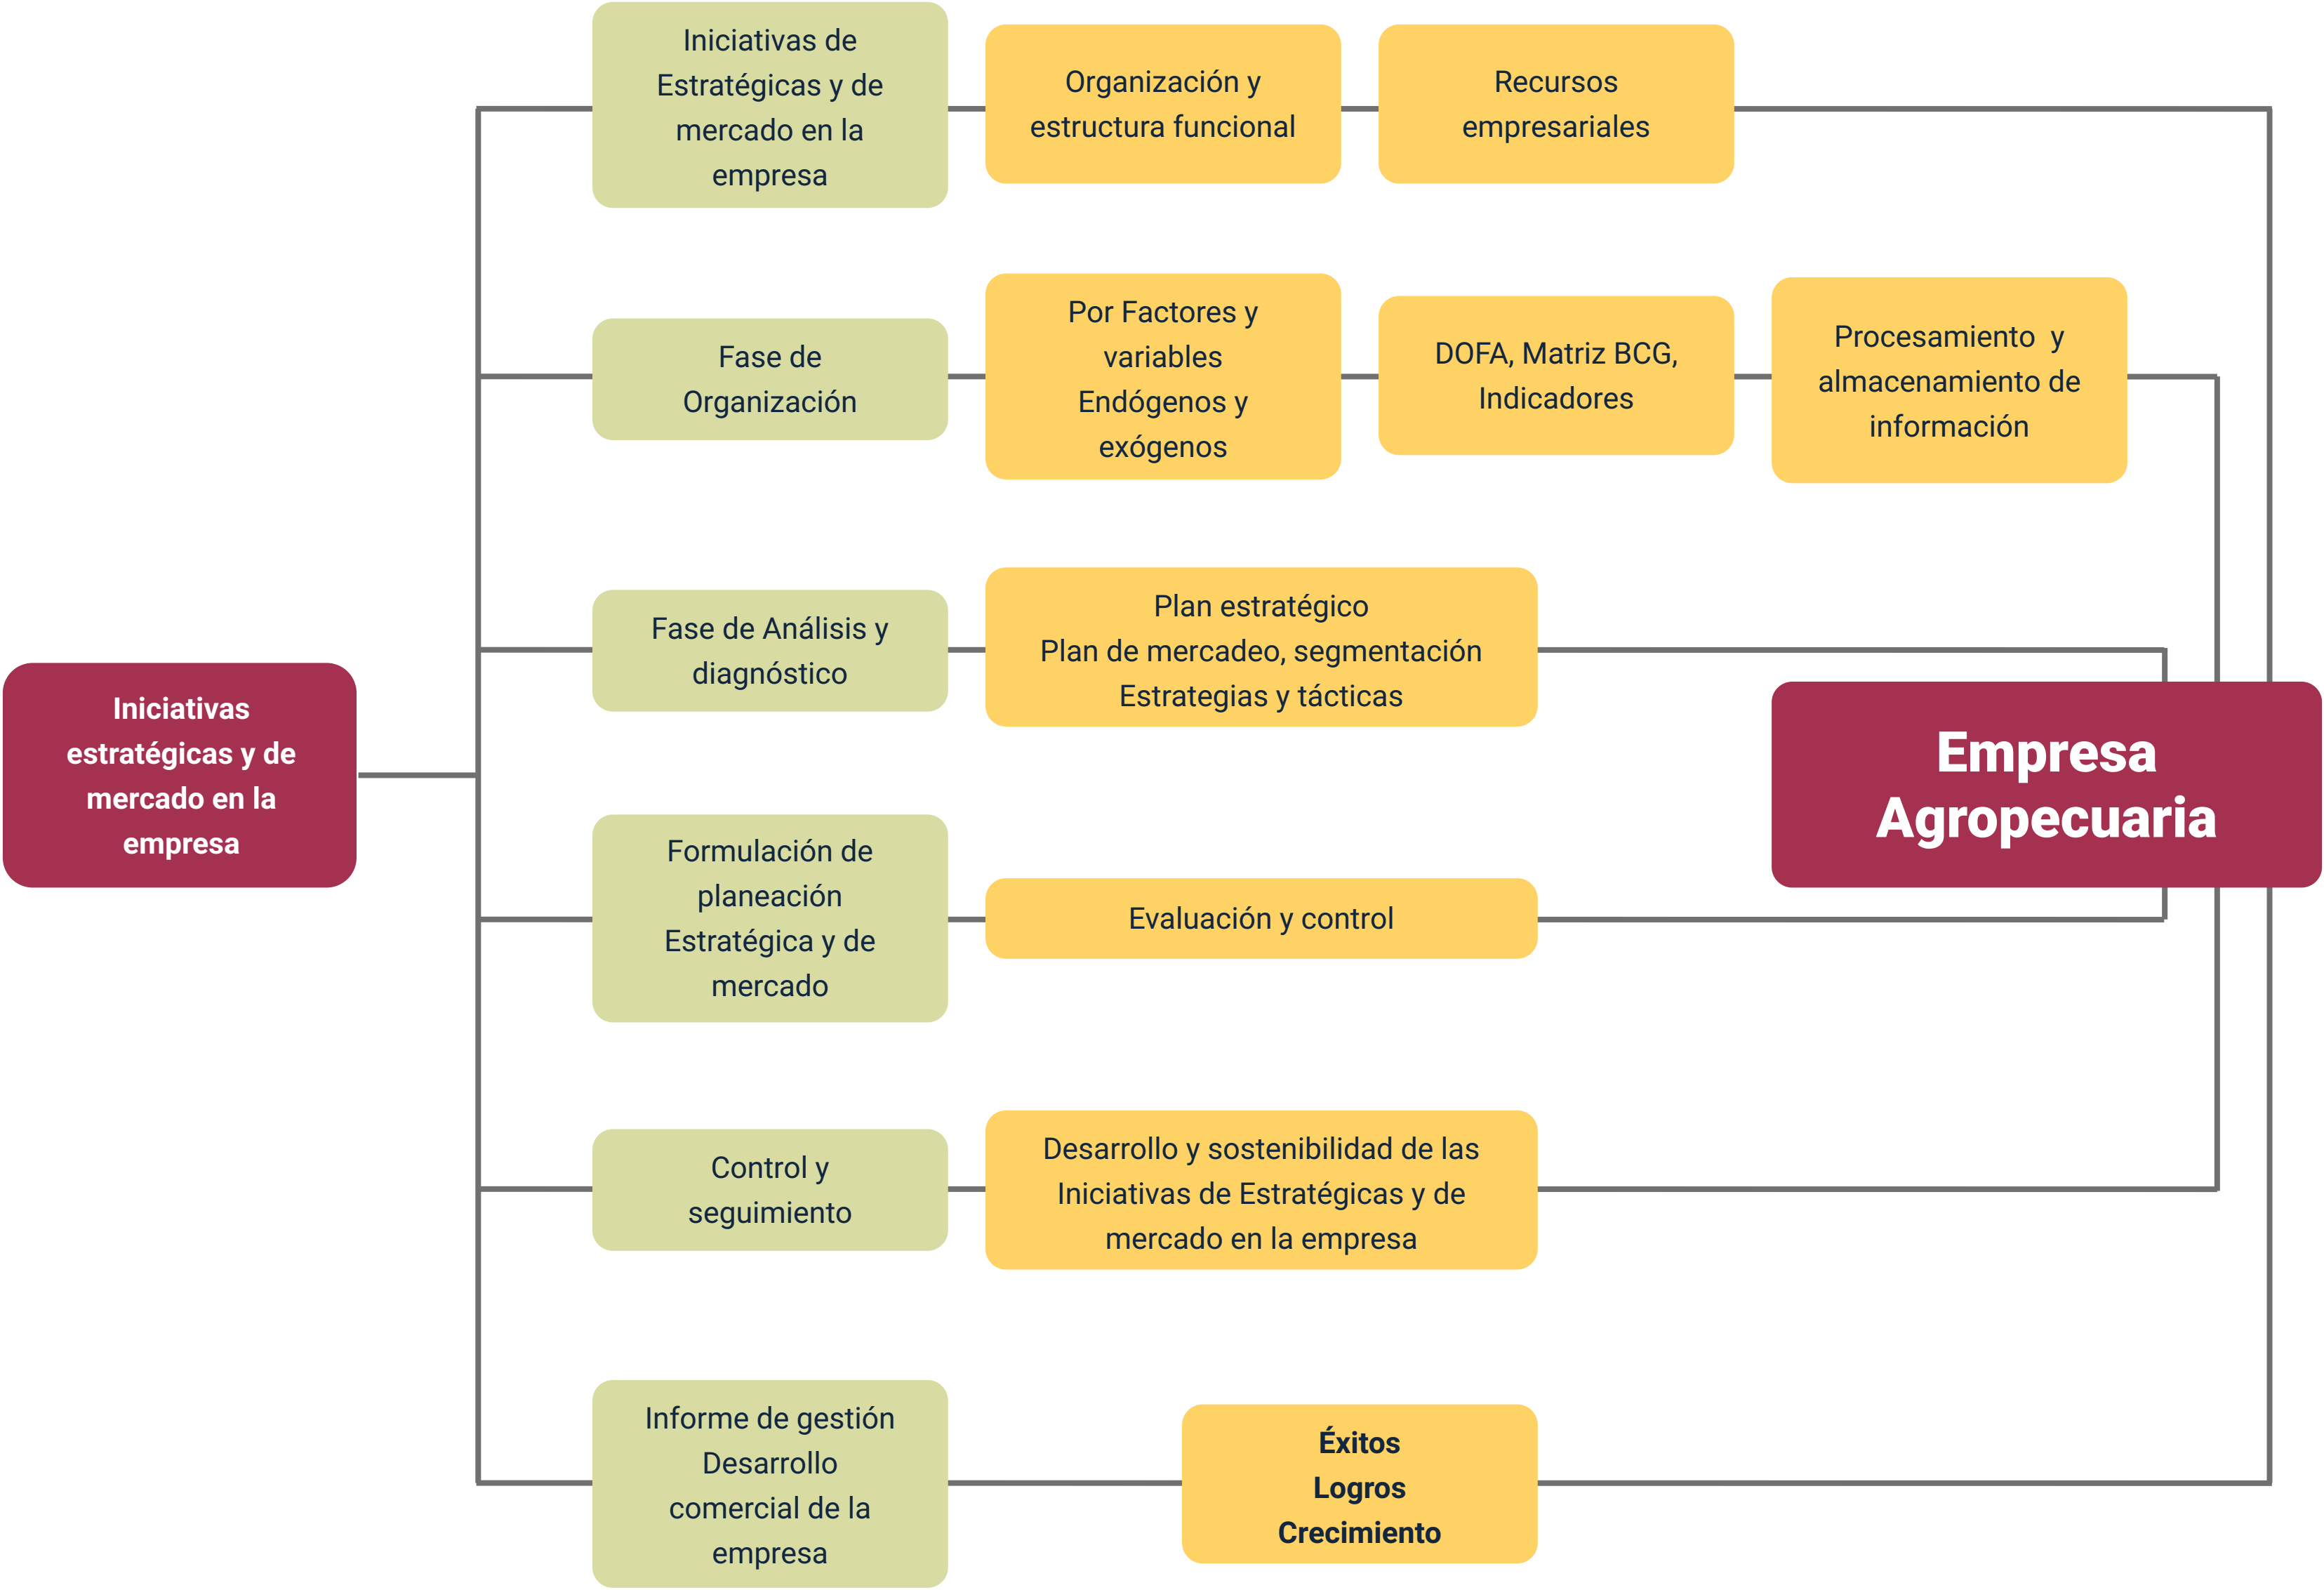 Iniciativas
estratégicas y de
mercado en la
empresa
Iniciativas de
Estratégicas y de
mercado en la
empresa
Organización y
estructura funcional
Recursos
empresariales
Fase de
Organización
Por Factores y
variables
Endógenos y
exógenos
DOFA, Matriz BCG,
Indicadores
Procesamiento y
almacenamiento de
información
Fase de Análisis y
diagnóstico
Plan estratégico
Plan de mercadeo, segmentación
Estrategias y tácticas
Formulación de
planeación
Estratégica y de
mercado
Evaluación y control
Control y
seguimiento
Desarrollo y sostenibilidad de las
Iniciativas de Estratégicas y de
mercado en la empresa
Informe de gestión
Desarrollo
comercial de la
empresa
Éxitos
Logros
Crecimiento
Empresa
Agropecuaria